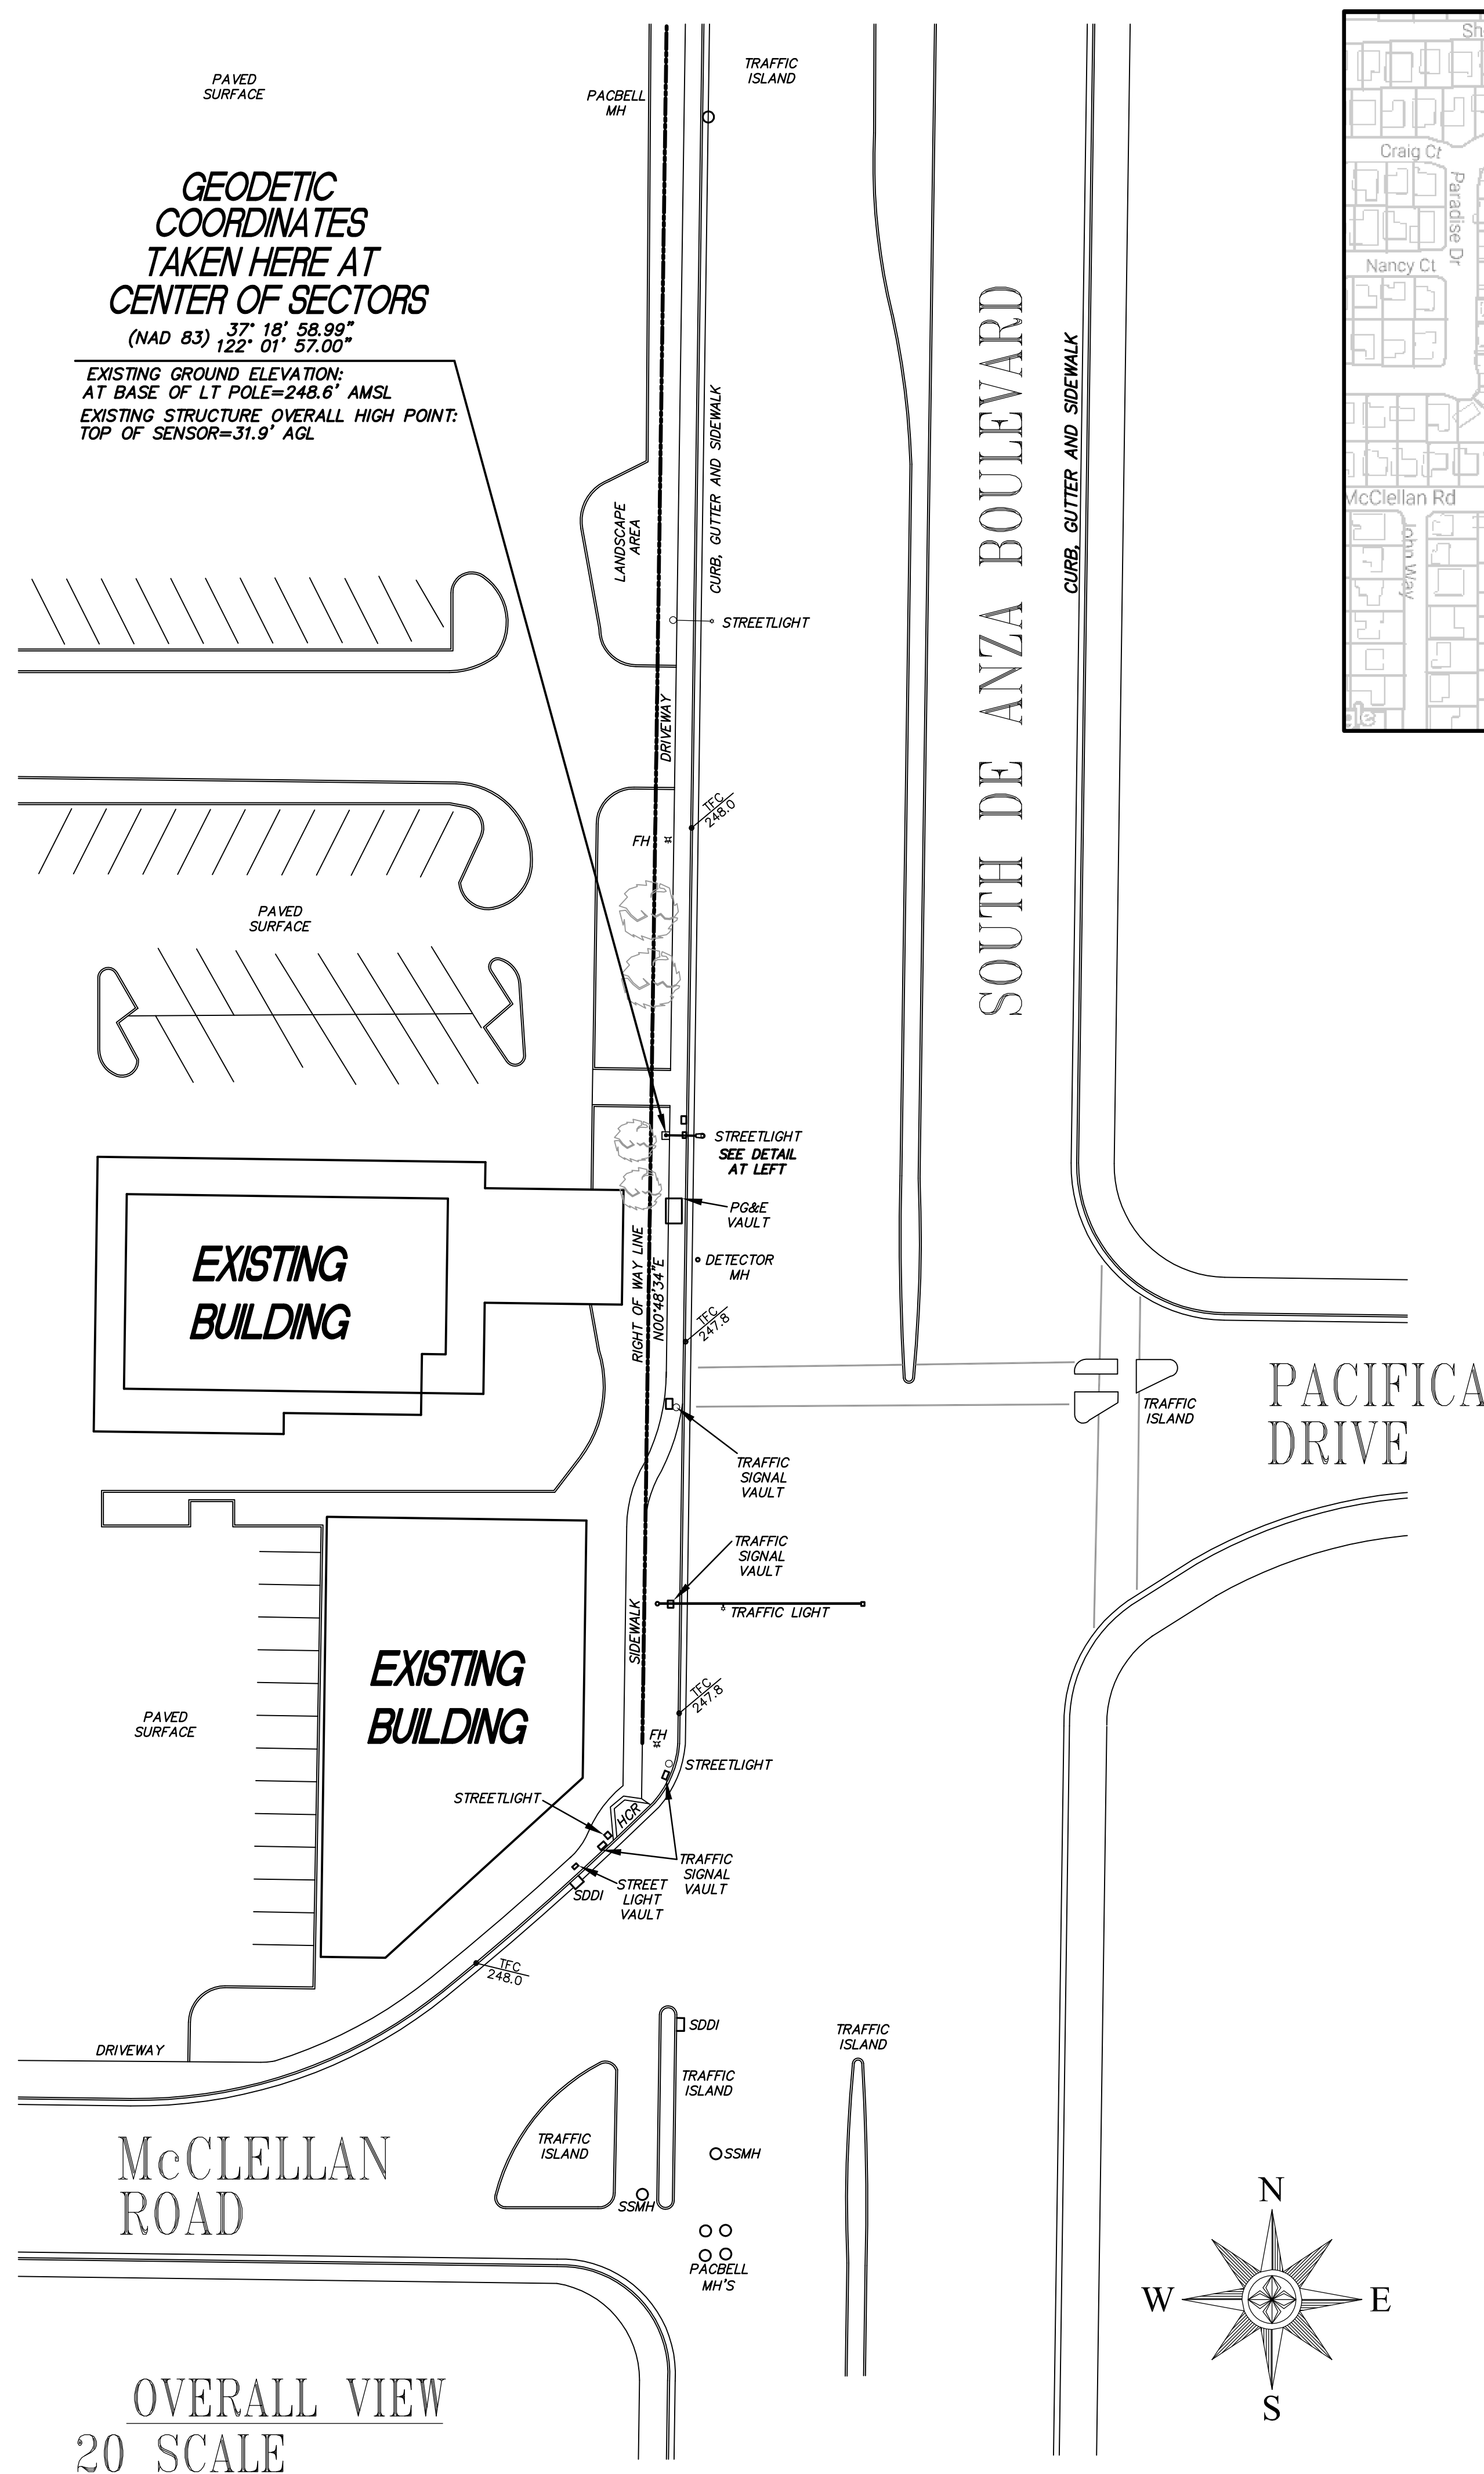 PAVED
SURFACE
PACBELL
MH
TRAFFIC
ISLAND
GEODETIC
COORDINATES
TAKEN HERE AT
CENTER OF SECTORS
(NAD 83) 37° 18' 58.99"
122° 01' 57.00"
EXISTING GROUND ELEVATION:
AT BASE OF LT POLE=248.6' AMSL
EXISTING STRUCTURE OVERALL HIGH POINT:
TOP OF SENSOR=31.9' AGL
Craig Ct
Paradise Dr
Nancy Ct
McClellan Rd
John Way
SOUTH DE ANZA BOULEVARD
CURB, GUTTER AND SIDEWALK
CURB, GUTTER AND SIDEWALK
LANDSCAPE
AREA
STREETLIGHT
DRIVEWAY
TFC
248.0
FH
PAVED
SURFACE
STREETLIGHT
SEE DETAIL
AT LEFT
PG&E
VAULT
RIGHT OF WAY LINE
N00°48'34"E
DETECTOR
MH
TFC
247.8
EXISTING
BUILDING
TRAFFIC
ISLAND
PACIFICA
DRIVE
TRAFFIC
SIGNAL
VAULT
TRAFFIC
SIGNAL
VAULT
TRAFFIC LIGHT
SIDEWALK
EXISTING
BUILDING
TFC
247.8
PAVED
SURFACE
FH
STREETLIGHT
STREETLIGHT
HCR
TRAFFIC
SIGNAL
VAULT
STREET
LIGHT
VAULT
SDDI
TFC
248.0
SDDI
DRIVEWAY
TRAFFIC
ISLAND
TRAFFIC
ISLAND
TRAFFIC
ISLAND
McCLELLAN
ROAD
SSMH
SSMH
PACBELL
MH'S
N
W
E
S
OVERALL VIEW
20 SCALE